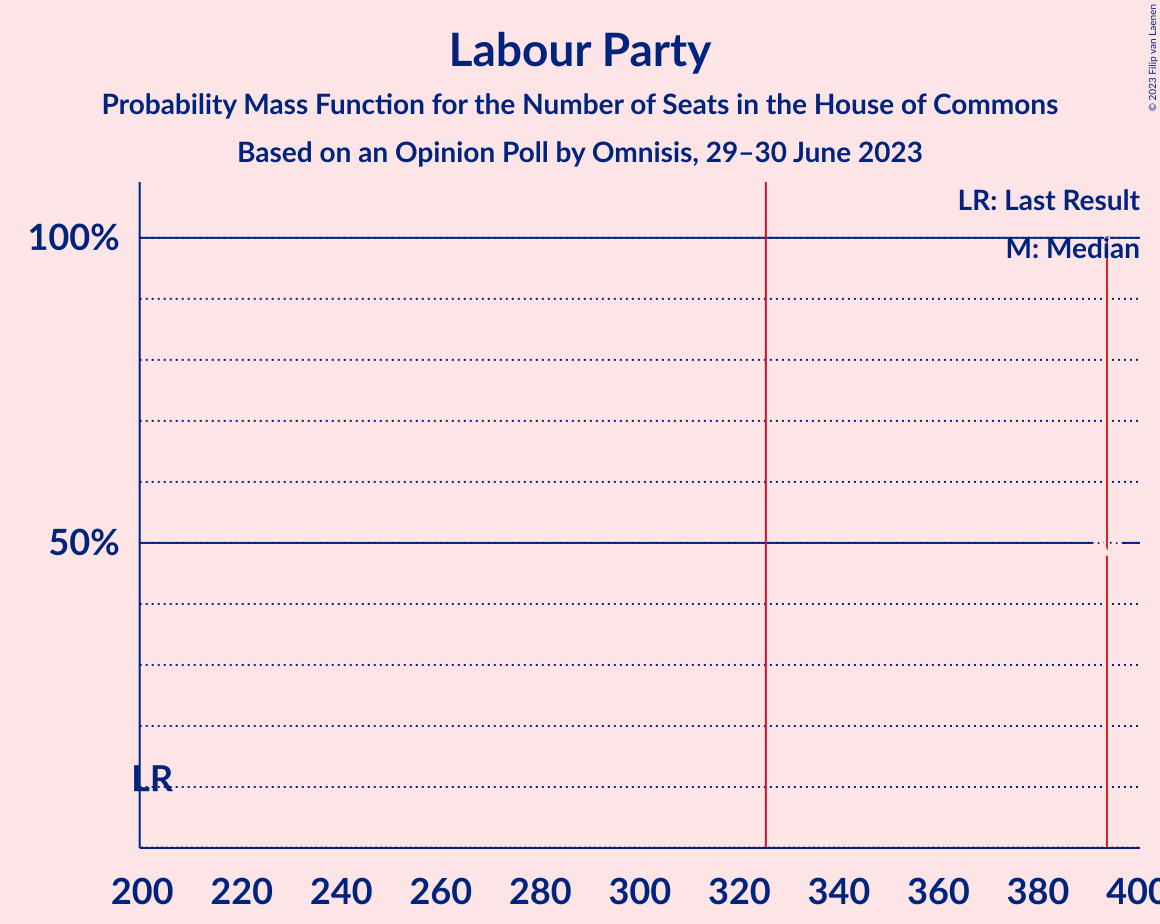 Labour Party
Probability Mass Function for the Number of Seats in the House of Commons
Based on an Opinion Poll by Omnisis, 29–30 June 2023
© 2023 Filip van Laenen
LR: Last Result
M: Median
100%
50%
LR
200 220 240 260 280 300 320 340 360 380 400